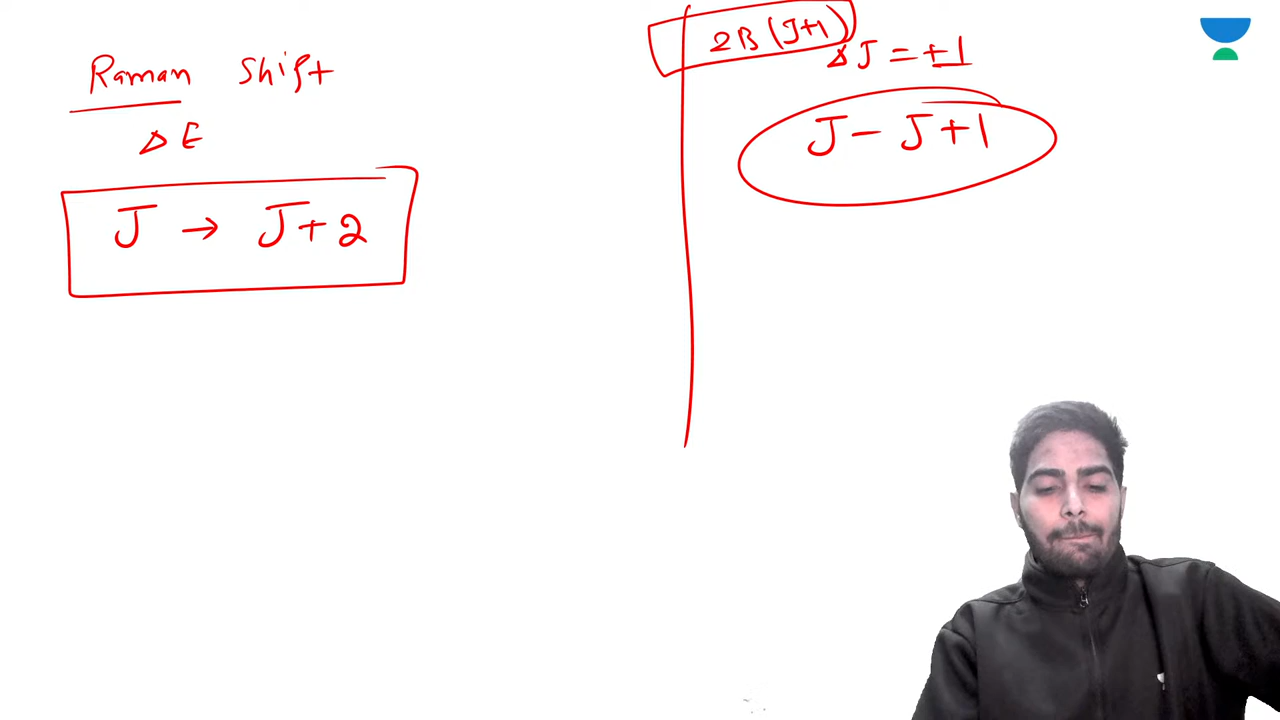 Raman Shift
ΔE
J → J+2
2B(J+1)
ΔJ = +1
J - J+1